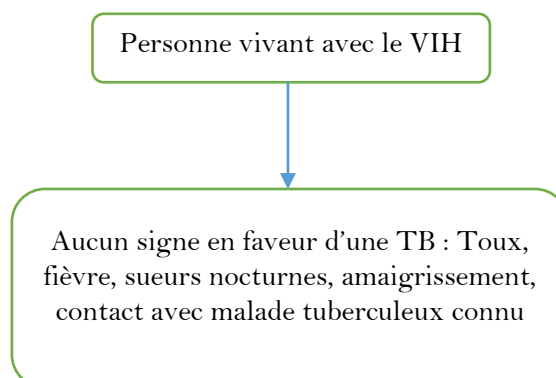 Personne vivant avec le VIH
Aucun signe en faveur d’une TB : Toux,
fièvre, sueurs nocturnes, amaigrissement,
contact avec malade tuberculeux connu